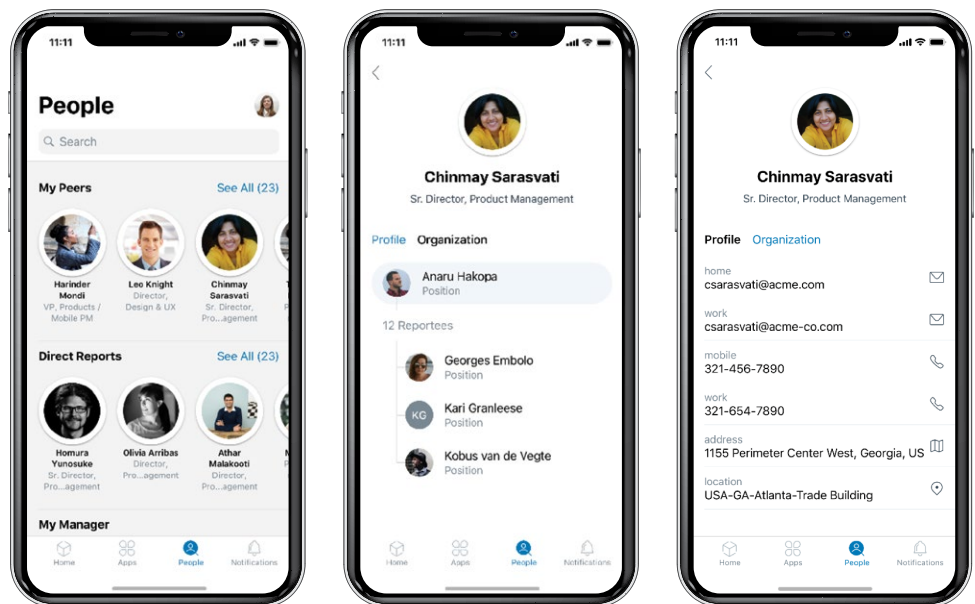 11:11
People
Search
My Peers See All (23)
Harinder Mondi
VP, Products / Mobile PM
Leo Knight
Director, Design & UX
Chinmay Sarasvati
Sr. Director, Pro...agement
Direct Reports See All (23)
Homura Yunosuke
Sr. Director, Pro...agement
Olivia Arribas
Director, Pro...agement
Athar Malakooti
Director, Pro...agement
My Manager
Home Apps People Notifications
11:11
Chinmay Sarasvati
Sr. Director, Product Management
Profile Organization
Anaru Hakopa
Position
12 Reportees
Georges Embolo
Position
KG
Kari Granleese
Position
Kobus van de Vegte
Position
Home Apps People Notifications
11:11
Chinmay Sarasvati
Sr. Director, Product Management
Profile Organization
home
csarasvati@acme.com
work
csarasvati@acme-co.com
mobile
321-456-7890
work
321-654-7890
address
1155 Perimeter Center West, Georgia, US
location
USA-GA-Atlanta-Trade Building
Home Apps People Notifications